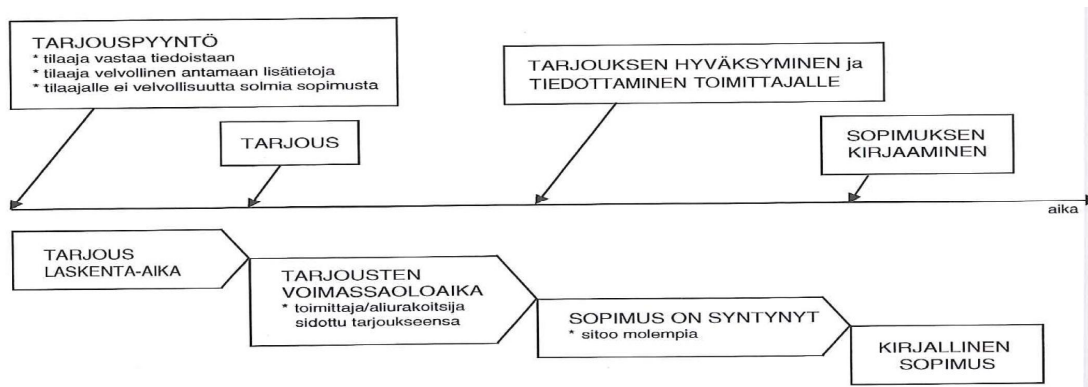 TARJOUSPYYNTÖ
* tilaaja vastaa tiedoistaan
* tilaaja velvollinen antamaan lisätietoja
* tilaajalle ei velvollisuutta solmia sopimusta
TARJOUS
TARJOUKSEN HYVÄKSYMINEN ja
TIEDOTTAMINEN TOIMITTAJALLE
SOPIMUKSEN
KIRJAAMINEN
aika
TARJOUS
LASKENTA-AIKA
TARJOUSTEN
VOIMASSAOLOAIKA
* toimittaja/aliurakoitsija
sidottu tarjoukseensa
SOPIMUS ON SYNTYNYT
* sitoo molempia
KIRJALLINEN
SOPIMUS